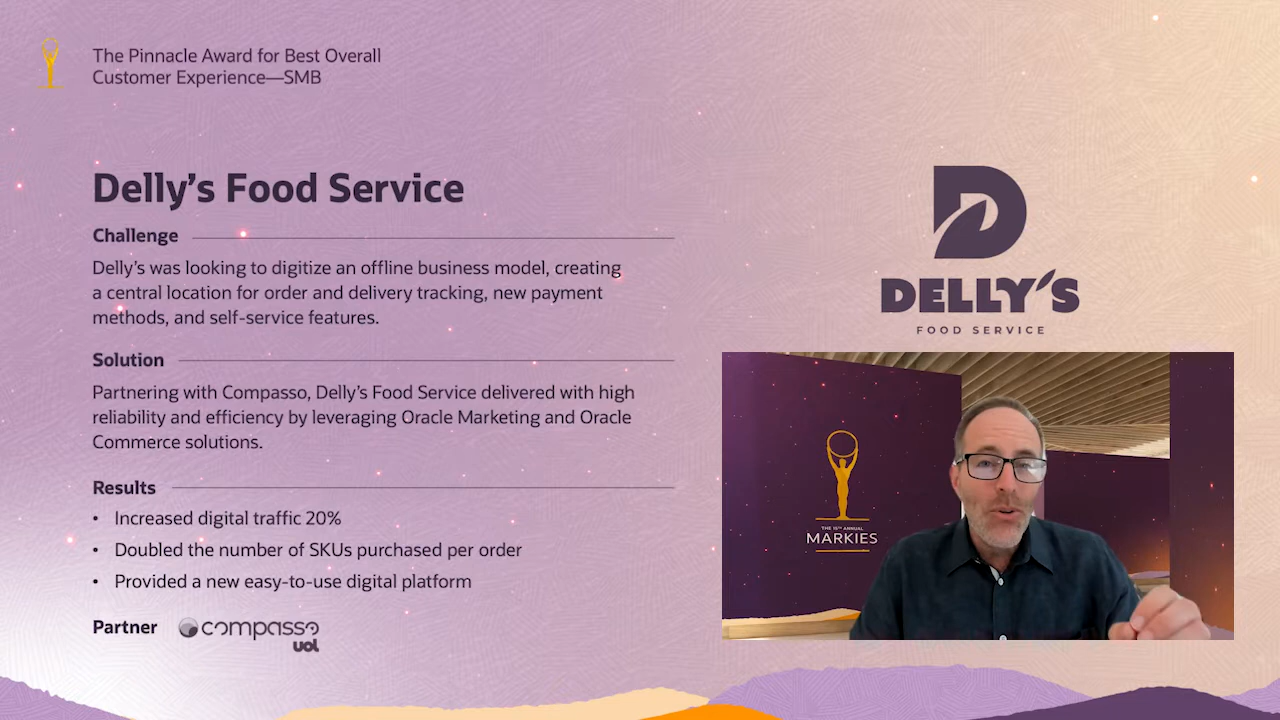 The Pinnacle Award for Best Overall
Customer Experience—SMB
Delly's Food Service
Challenge
Delly's was looking to digitize an offline business model, creating
a central location for order and delivery tracking, new payment
methods, and self-service features.
Solution
Partnering with Compasso, Delly's Food Service delivered with high
reliability and efficiency by leveraging Oracle Marketing and Oracle
Commerce solutions.
Results
• Increased digital traffic 20%
• Doubled the number of SKUs purchased per order
• Provided a new easy-to-use digital platform
Partner
compasso
uol
D
DELLY'S
FOOD SERVICE
THE 15TH ANNUAL
MARKIES